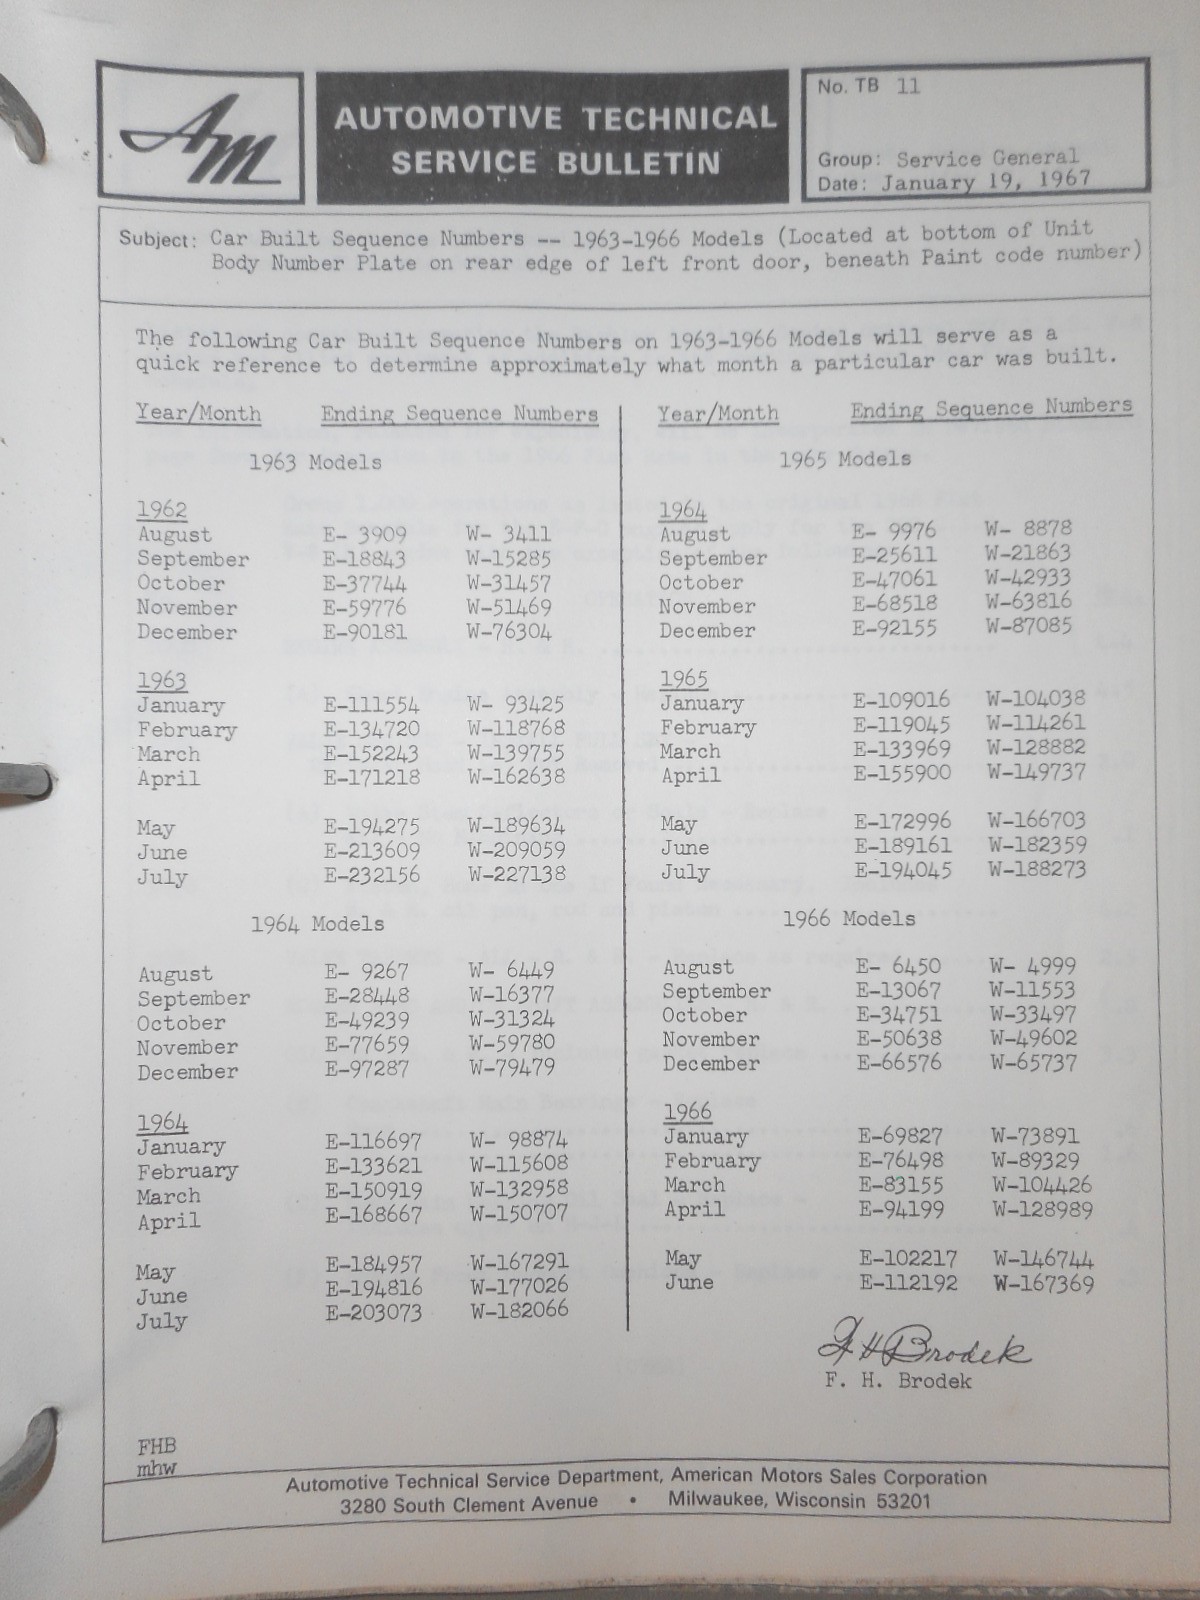 AM
AUTOMOTIVE TECHNICAL
SERVICE BULLETIN
No. TB 11
Group: Service General
Date: January 19, 1967
Subject: Car Built Sequence Numbers -- 1963-1966 Models (Located at bottom of Unit
Body Number Plate on rear edge of left front door, beneath Paint code number)
The following Car Built Sequence Numbers on 1963-1966 Models will serve as a
quick reference to determine approximately what month a particular car was built.
Year/Month Ending Sequence Numbers
1963 Models
1962
August E- 3909 W- 3411
September E-18843 W-15285
October E-37744 W-31457
November E-59776 W-51469
December E-90181 W-76304
1963
January E-111554 W- 93425
February E-134720 W-118768
March E-152243 W-139755
April E-171218 W-162638
May E-194275 W-189634
June E-213609 W-209059
July E-232156 W-227138
1964 Models
August E- 9267 W- 6449
September E-28448 W-16377
October E-49239 W-31324
November E-77659 W-59780
December E-97287 W-79479
1964
January E-116697 W- 98874
February E-133621 W-115608
March E-150919 W-132958
April E-168667 W-150707
May E-184957 W-167291
June E-194816 W-177026
July E-203073 W-182066
Year/Month Ending Sequence Numbers
1965 Models
1964
August E- 9976 W- 8878
September E-25611 W-21863
October E-47061 W-42933
November E-68518 W-63816
December E-92155 W-87085
1965
January E-109016 W-104038
February E-119045 W-114261
March E-133969 W-128882
April E-155900 W-149737
May E-172996 W-166703
June E-189161 W-182359
July E-194045 W-188273
1966 Models
August E- 6450 W- 4999
September E-13067 W-11553
October E-34751 W-33497
November E-50638 W-49602
December E-66576 W-65737
1966
January E-69827 W-73891
February E-76498 W-89329
March E-83155 W-104426
April E-94199 W-128989
May E-102217 W-146744
June E-112192 W-167369
F H Brodek
F. H. Brodek
FHB
mhw
Automotive Technical Service Department, American Motors Sales Corporation
3280 South Clement Avenue • Milwaukee, Wisconsin 53201